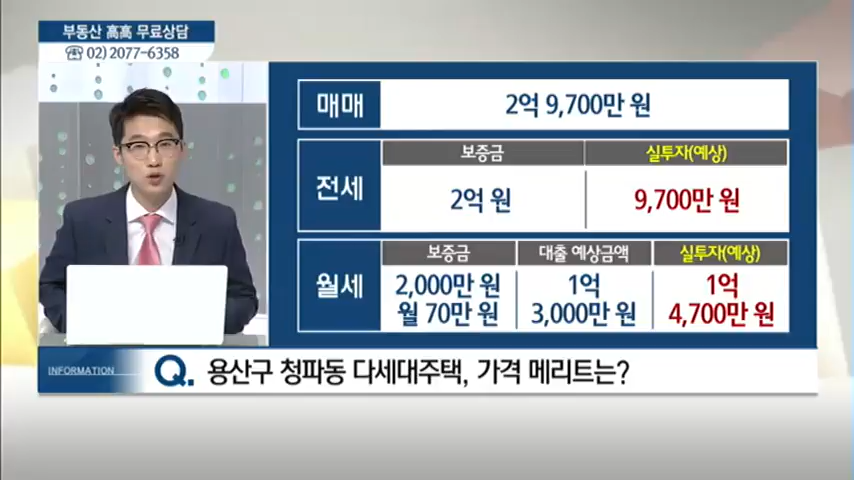 부동산 高高 무료상담
☎ 02) 2077-6358
매매
2억 9,700만 원
전세
보증금 실투자(예상)
2억 원 9,700만 원
월세
보증금 대출 예상금액 실투자(예상)
2,000만 원 1억 1억
월 70만 원 3,000만 원 4,700만 원
INFORMATION
Q. 용산구 청파동 다세대주택, 가격 메리트는?